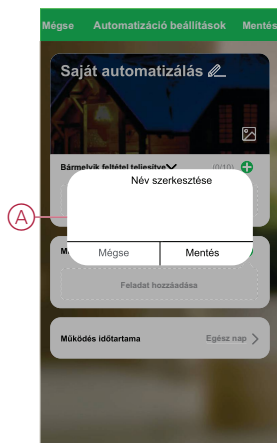 Mégse Automatizáció beállítások Mentés
Saját automatizálás
Bármelyik feltétel teljesítve (0/10)
Név szerkesztése
A
Mégse Mentés
Feladat hozzáadása
Működés időtartama Egész nap